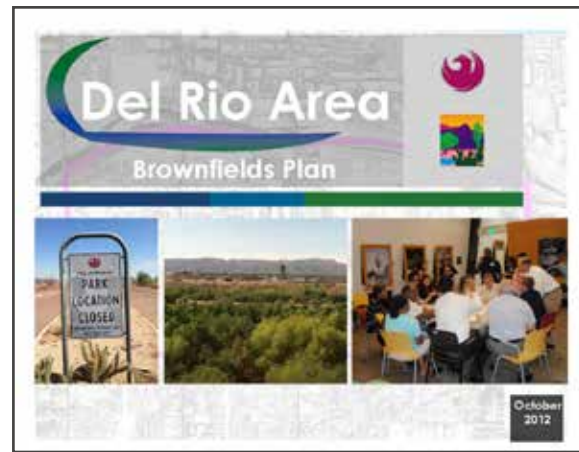 Del Rio Area
Brownfields Plan
PARK
LOCATION
CLOSED
October
2012